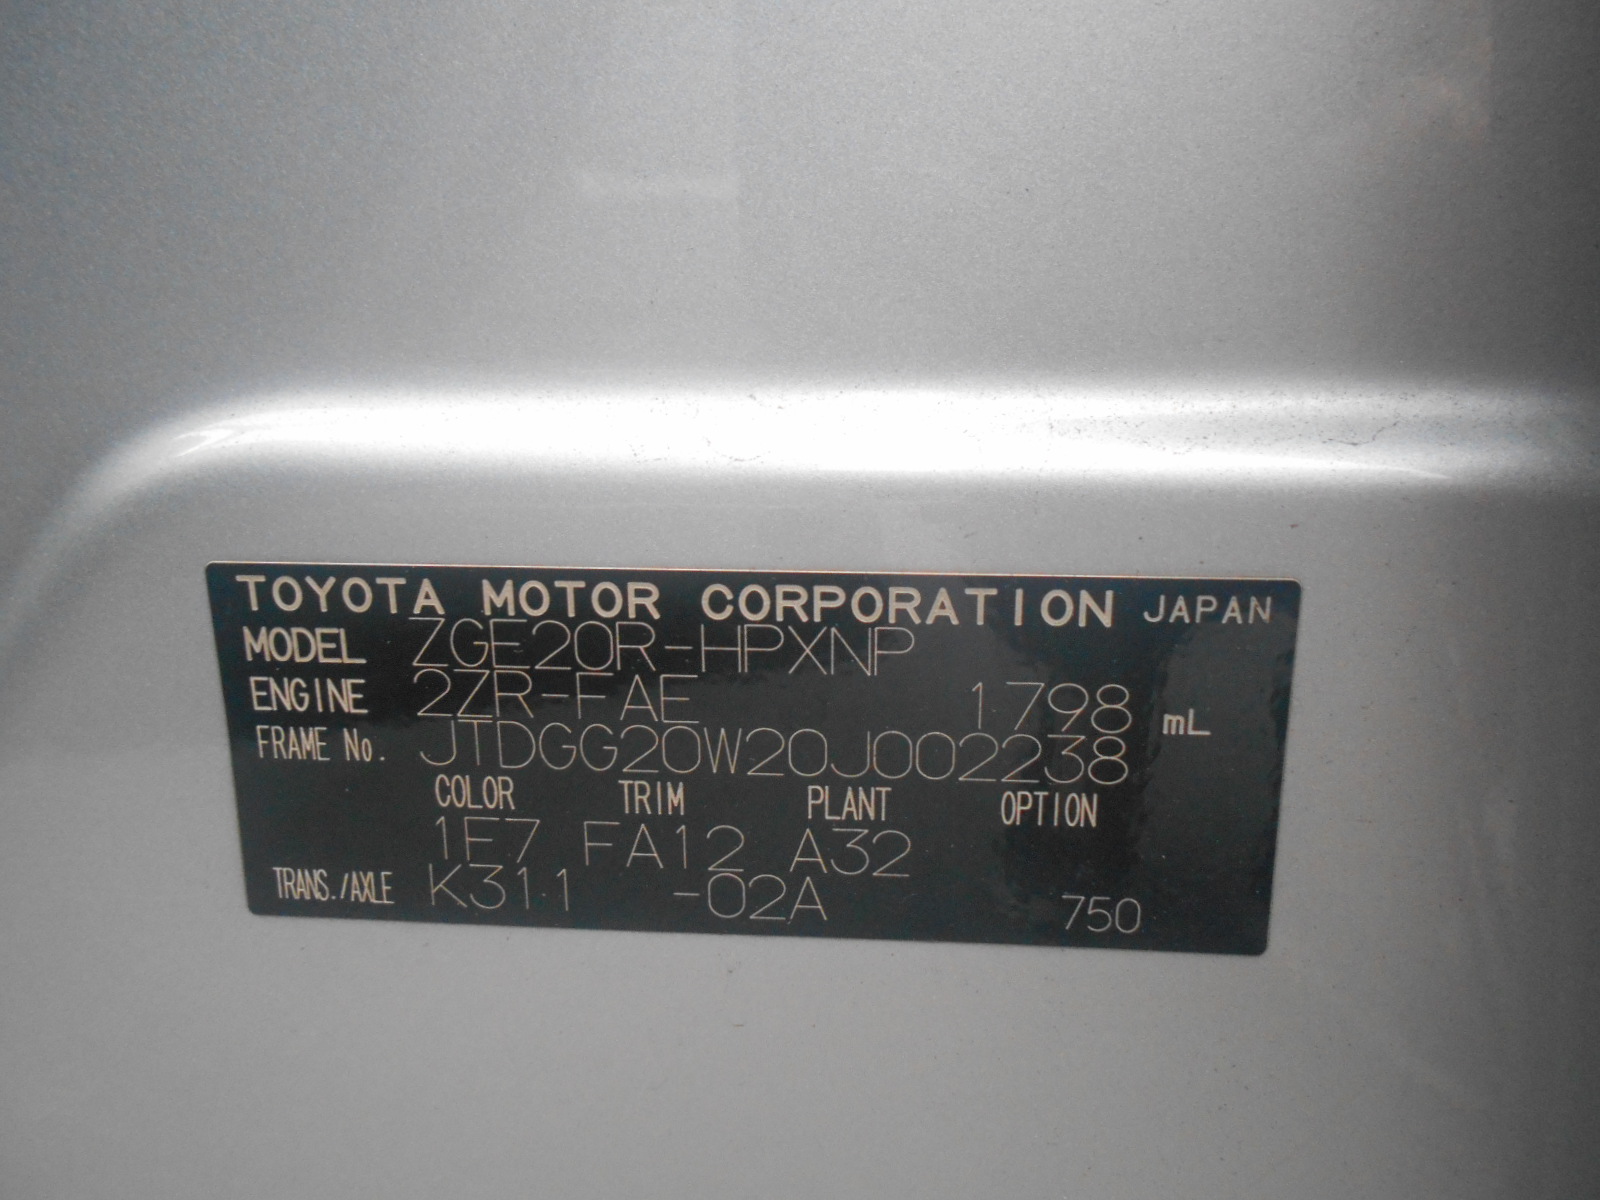 TOYOTA MOTOR CORPORATION JAPAN
MODEL ZGE20R-HPXNP
ENGINE 2ZR-FAE 1798 mL
FRAME No. JTDGG20W20J002238
COLOR TRIM PLANT OPTION
1F7 FA12 A32
TRANS./AXLE K311 -02A 750